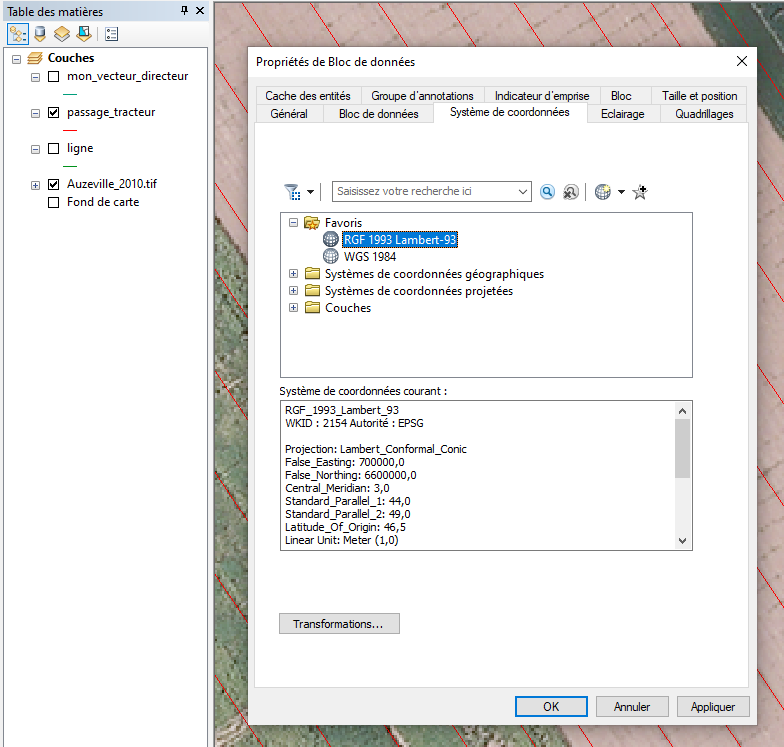 Table des matières
Couches
mon_vecteur_directeur
passage_tracteur
ligne
Auzeville_2010.tif
Fond de carte
Propriétés de Bloc de données
Cache des entités Groupe d'annotations Indicateur d'emprise Bloc Taille et position
Général Bloc de données Système de coordonnées Eclairage Quadrillages
Saisissez votre recherche ici
Favoris
RGF 1993 Lambert-93
WGS 1984
Systèmes de coordonnées géographiques
Systèmes de coordonnées projetées
Couches
Système de coordonnées courant :
RGF_1993_Lambert_93
WKID : 2154 Autorité : EPSG
Projection: Lambert_Conformal_Conic
False_Easting: 700000,0
False_Northing: 6600000,0
Central_Meridian: 3,0
Standard_Parallel_1: 44,0
Standard_Parallel_2: 49,0
Latitude_Of_Origin: 46,5
Linear Unit: Meter (1,0)
Transformations...
OK Annuler Appliquer